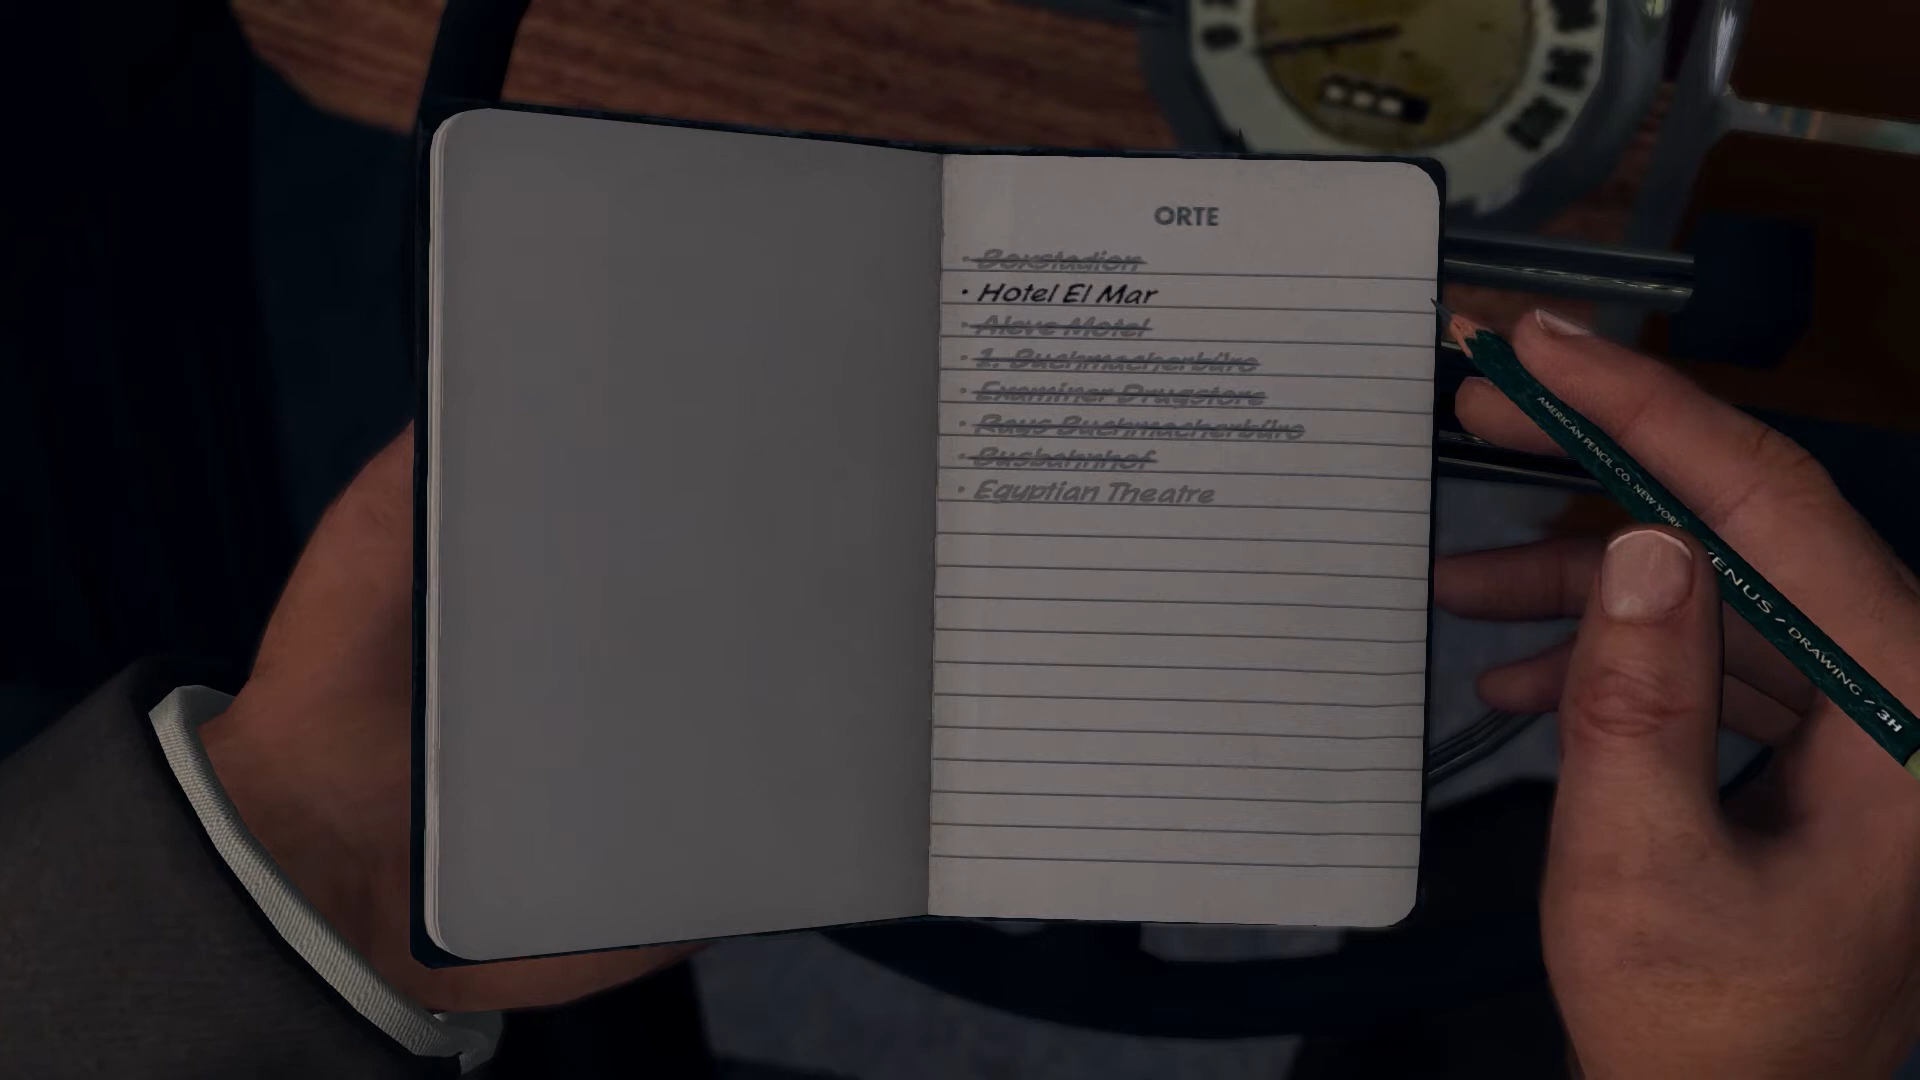 ORTE
· Boxstadion
· Hotel El Mar
· Aleve Motel
· 1. Buchmacherbüro
· Examiner Drugstore
· Rays Buchmacherbüro
· Busbahnhof
· Egyptian Theatre
AMERICAN PENCIL CO. NEW YORK
VENUS / DRAWING / 3H